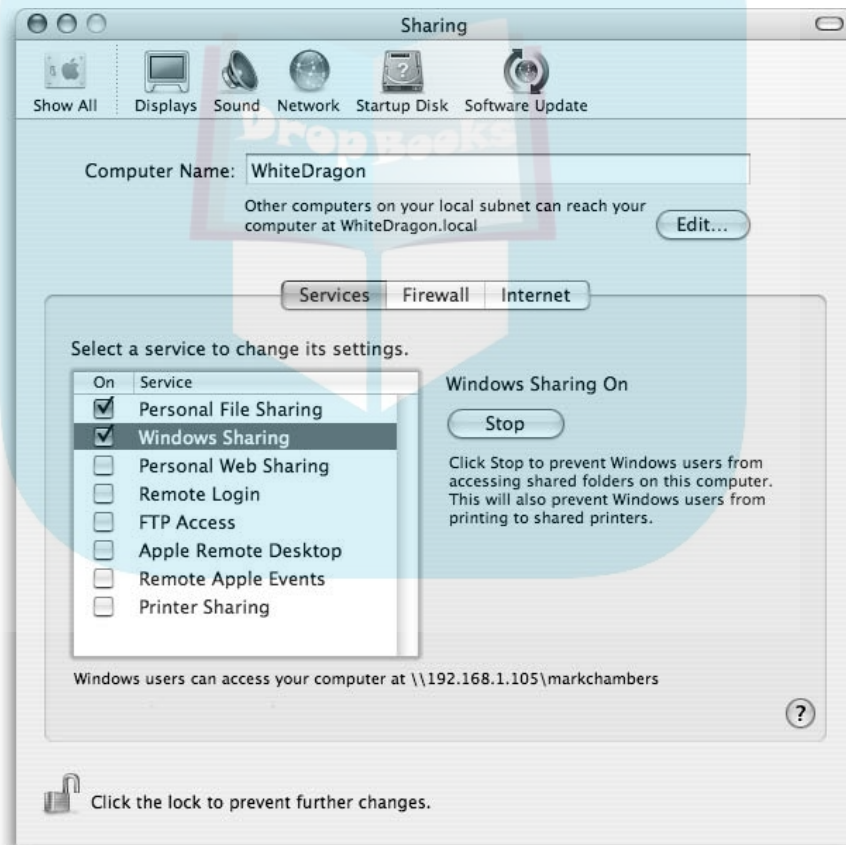 Sharing
Show All Displays Sound Network Startup Disk Software Update
DropBooks
Computer Name: WhiteDragon
Other computers on your local subnet can reach your
computer at WhiteDragon.local
Edit...
Services Firewall Internet
Select a service to change its settings.
On Service
Personal File Sharing
Windows Sharing
Personal Web Sharing
Remote Login
FTP Access
Apple Remote Desktop
Remote Apple Events
Printer Sharing
Windows Sharing On
Stop
Click Stop to prevent Windows users from
accessing shared folders on this computer.
This will also prevent Windows users from
printing to shared printers.
Windows users can access your computer at \\192.168.1.105\markchambers
?
Click the lock to prevent further changes.